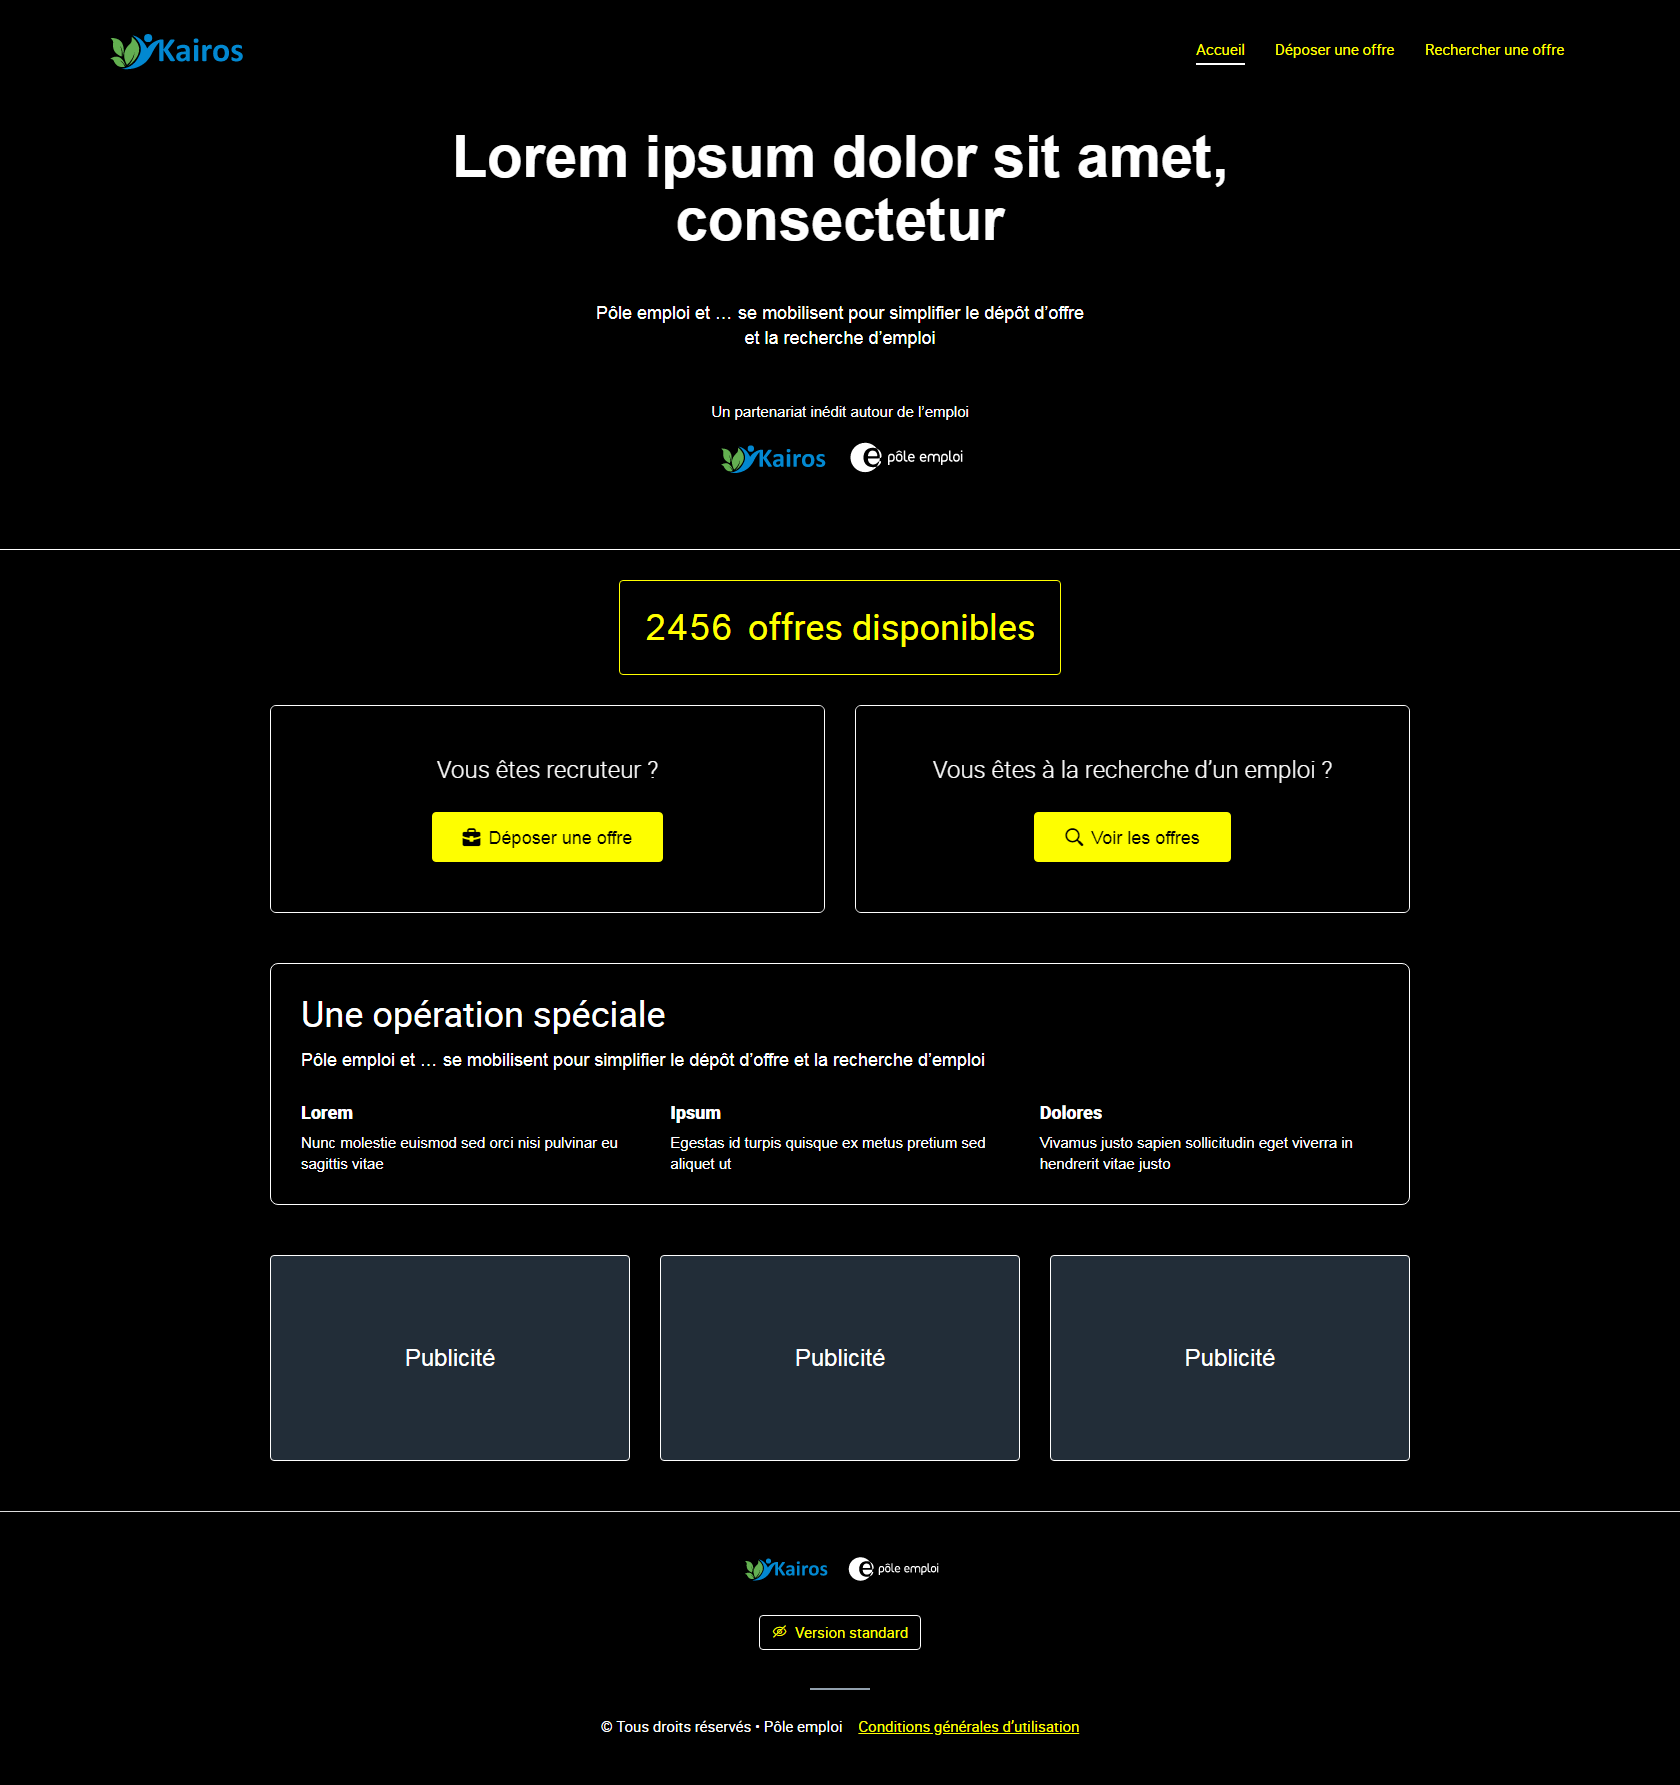 Kairos
Accueil
Déposer une offre
Rechercher une offre
Lorem ipsum dolor sit amet,
consectetur
Pôle emploi et … se mobilisent pour simplifier le dépôt d’offre
et la recherche d’emploi
Un partenariat inédit autour de l’emploi
Kairos
pôle emploi
2456 offres disponibles
Vous êtes recruteur ?
Déposer une offre
Vous êtes à la recherche d’un emploi ?
Voir les offres
Une opération spéciale
Pôle emploi et … se mobilisent pour simplifier le dépôt d’offre et la recherche d’emploi
Lorem
Nunc molestie euismod sed orci nisi pulvinar eu
sagittis vitae
Ipsum
Egestas id turpis quisque ex metus pretium sed
aliquet ut
Dolores
Vivamus justo sapien sollicitudin eget viverra in
hendrerit vitae justo
Publicité
Publicité
Publicité
Kairos
pôle emploi
Version standard
© Tous droits réservés • Pôle emploi Conditions générales d’utilisation